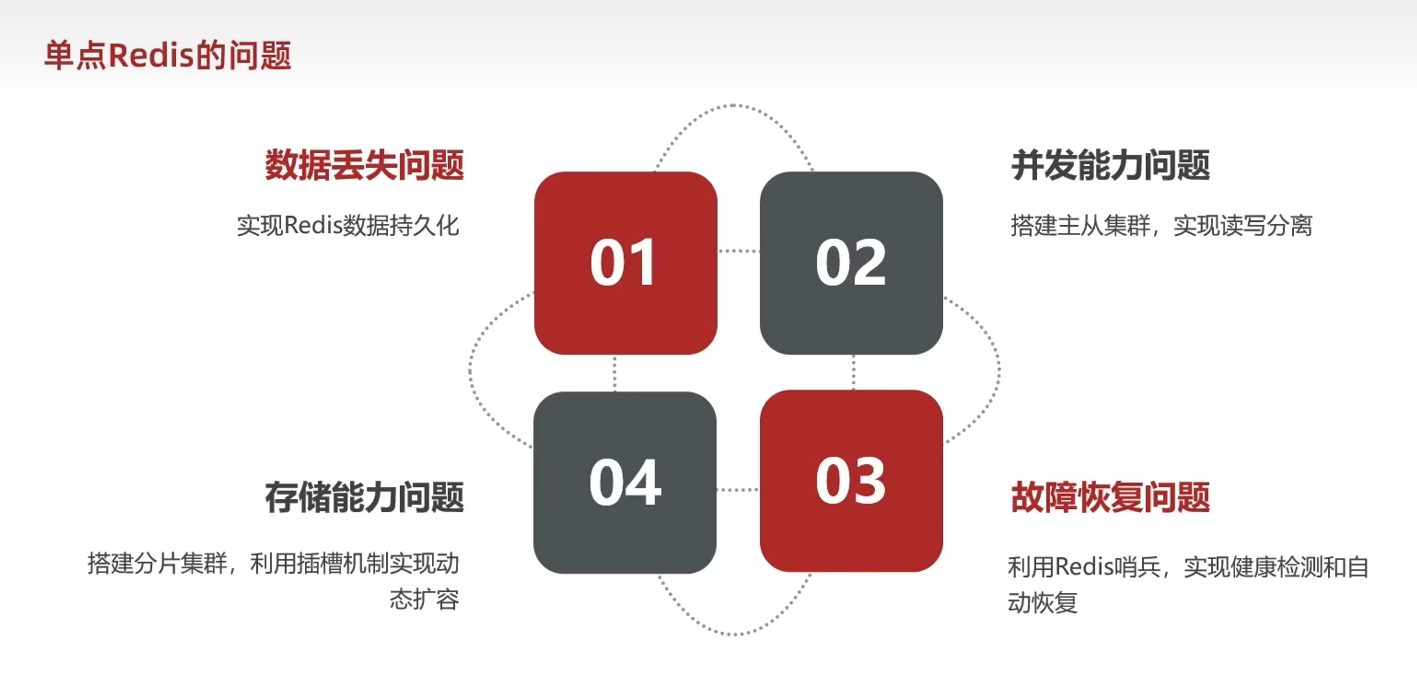 单点Redis的问题
数据丢失问题
实现Redis数据持久化
01
02
并发能力问题
搭建主从集群，实现读写分离
存储能力问题
搭建分片集群，利用插槽机制实现动
态扩容
04
03
故障恢复问题
利用Redis哨兵，实现健康检测和自
动恢复